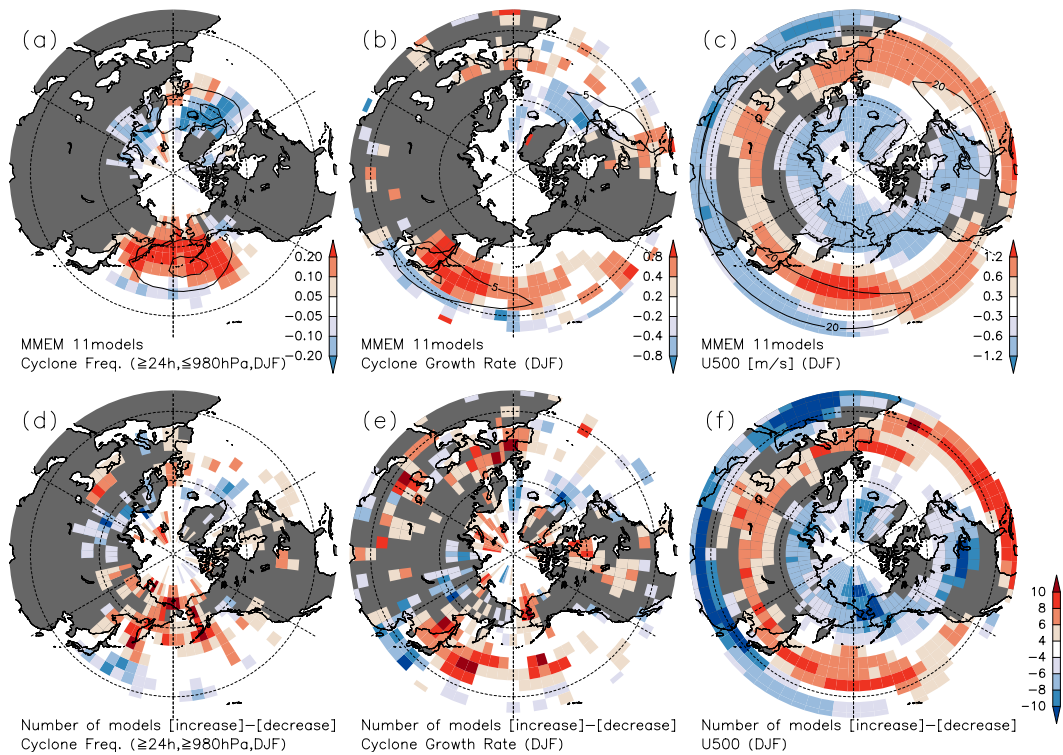 (a)
(b)
(c)
5
5
5
20
20
20
0.20
0.10
0.05
−0.05
−0.10
−0.20
0.8
0.4
0.2
−0.2
−0.4
−0.8
1.2
0.6
0.3
−0.3
−0.6
−1.2
MMEM 11models
Cyclone Freq. (≥24h,≦980hPa,DJF)
MMEM 11models
Cyclone Growth Rate (DJF)
MMEM 11models
U500 [m/s] (DJF)
(d)
(e)
(f)
10
8
6
4
−4
−6
−8
−10
Number of models [increase]−[decrease]
Cyclone Freq. (≥24h,≦980hPa,DJF)
Number of models [increase]−[decrease]
Cyclone Growth Rate (DJF)
Number of models [increase]−[decrease]
U500 (DJF)